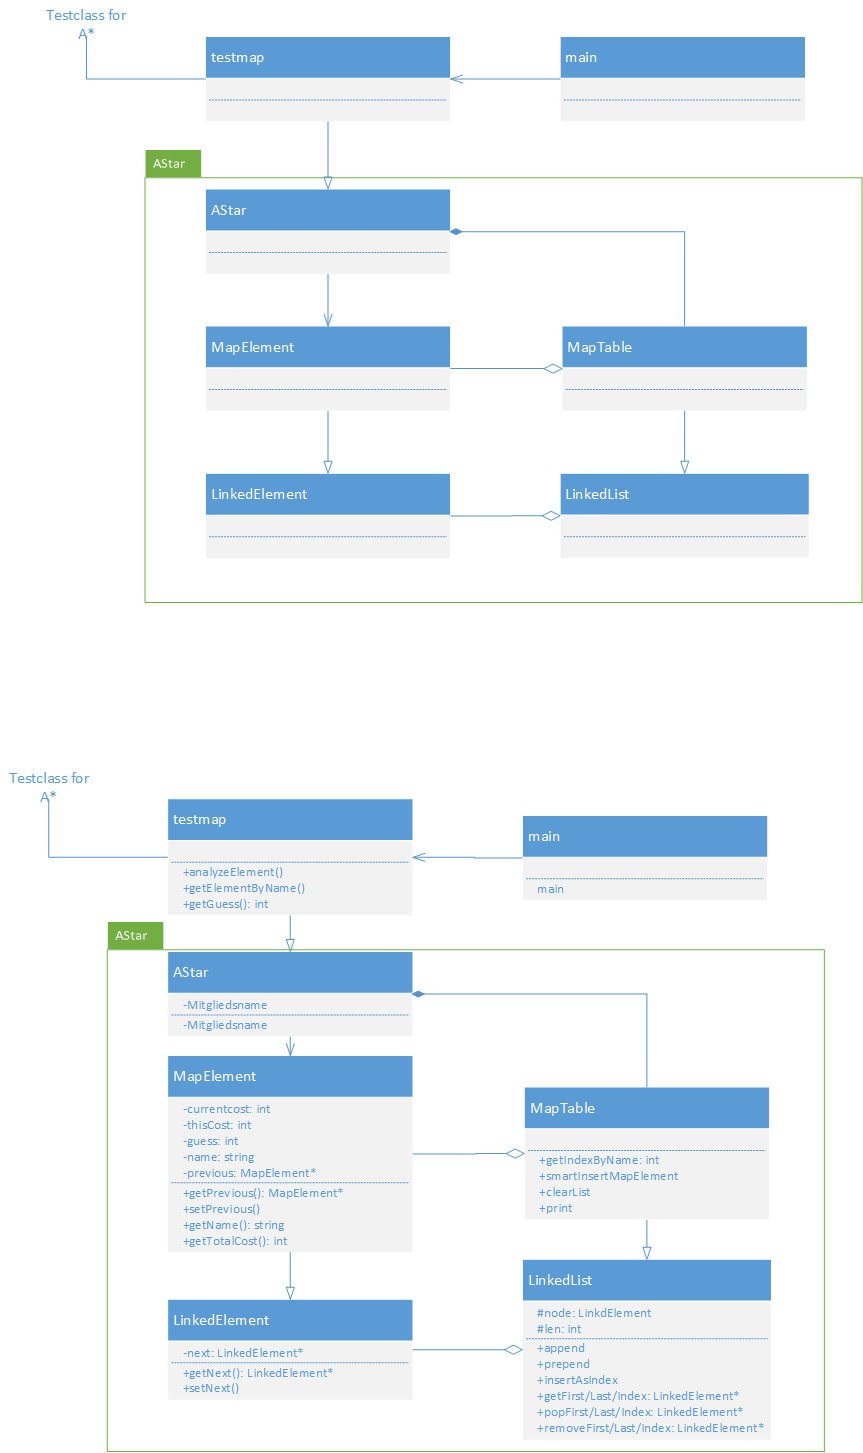 Testclass for
A*
testmap
main
AStar
AStar
MapElement
MapTable
LinkedElement
LinkedList
Testclass for
A*
testmap
+analyzeElement()
+getElementByName()
+getGuess(): int
main
main
AStar
AStar
-Mitgliedsname
-Mitgliedsname
MapElement
-currentcost: int
-thisCost: int
-guess: int
-name: string
-previous: MapElement*
+getPrevious(): MapElement*
+setPrevious()
+getName(): string
+getTotalCost(): int
MapTable
+getIndexByName: int
+smartInsertMapElement
+clearList
+print
LinkedElement
-next: LinkedElement*
+getNext(): LinkedElement*
+setNext()
LinkedList
#node: LinkdElement
#len: int
+append
+prepend
+insertAsIndex
+getFirst/Last/Index: LinkedElement*
+popFirst/Last/Index: LinkedElement*
+removeFirst/Last/Index: LinkedElement*